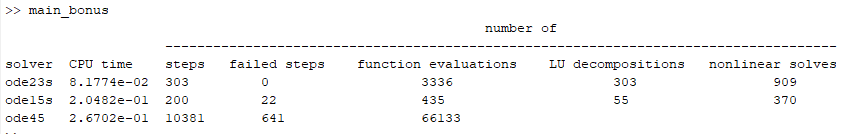 >> main_bonus
number of
------------------------------------------------------------------------------------
solver CPU time steps failed steps function evaluations LU decompositions nonlinear solves
ode23s 8.1774e-02 303 0 3336 303 909
ode15s 2.0482e-01 200 22 435 55 370
ode45 2.6702e-01 10381 641 66133
>>